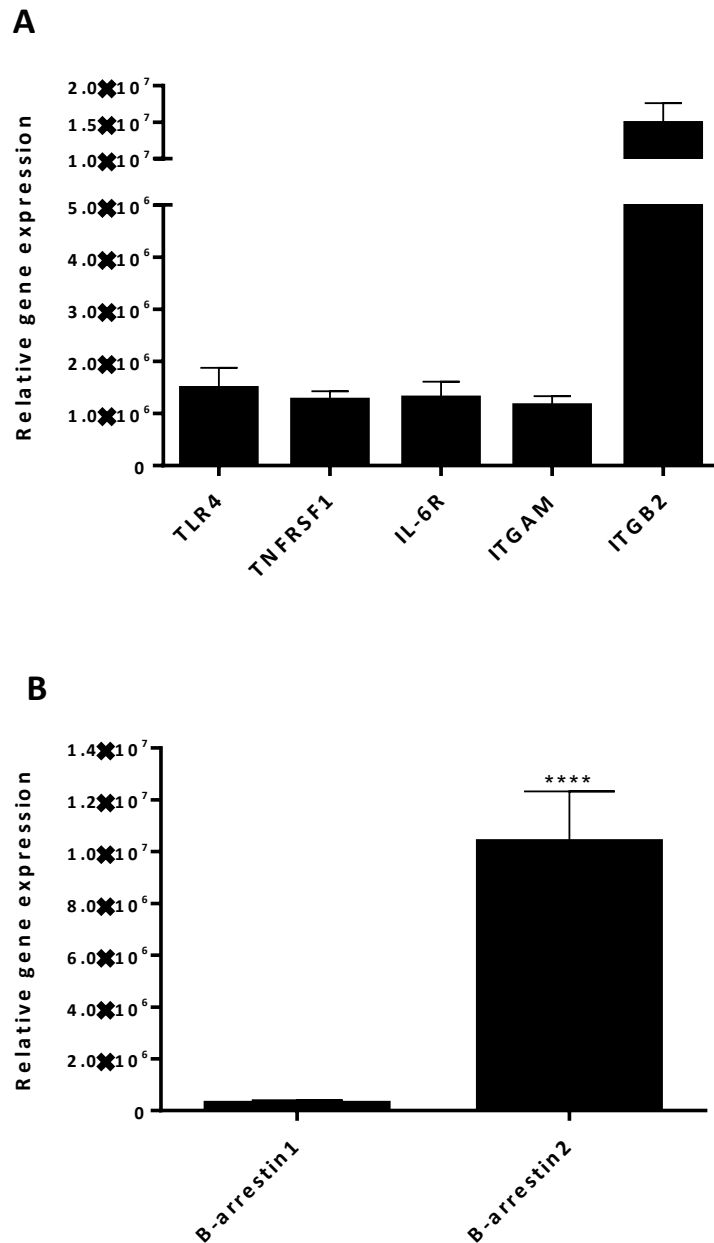 A
Relative gene expression
2.0✖10⁷
1.5✖10⁷
1.0✖10⁷
5.0✖10⁶
4.0✖10⁶
3.0✖10⁶
2.0✖10⁶
1.0✖10⁶
0
TLR4
TNFRSF1
IL-6R
ITGAM
ITGB2
B
Relative gene expression
1.4✖10⁷
1.2✖10⁷
1.0✖10⁷
8.0✖10⁶
6.0✖10⁶
4.0✖10⁶
2.0✖10⁶
0
****
B-arrestin1
B-arrestin2